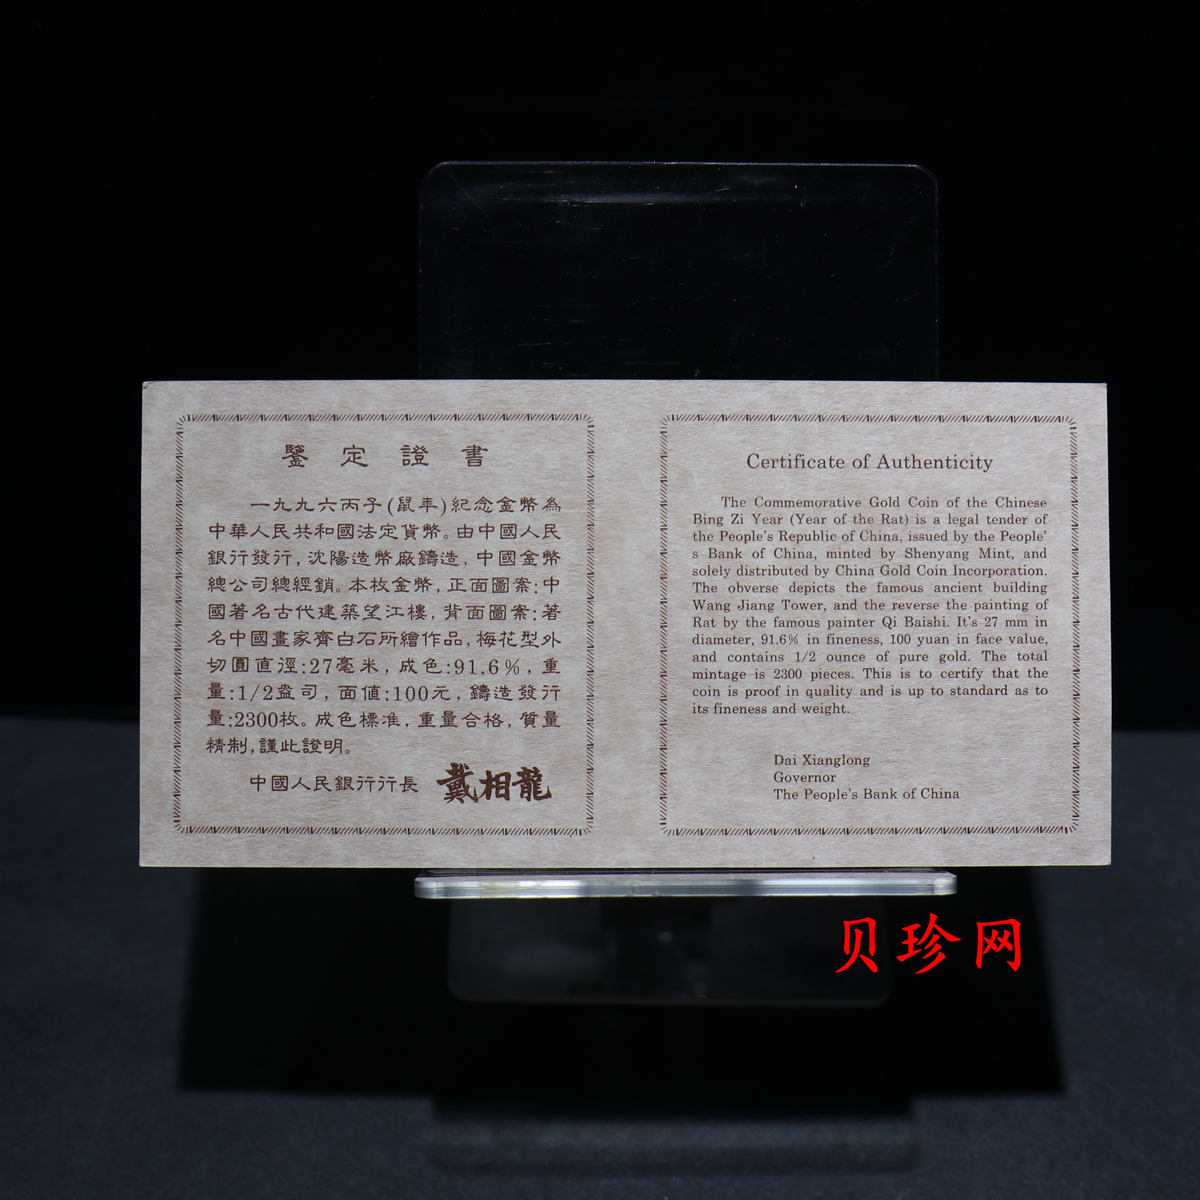 鑒定證書
一九九六丙子(鼠年)紀念金幣為
中華人民共和國法定貨幣。由中國人民
銀行發行,沈陽造幣廠鑄造,中國金幣
總公司總經銷。本枚金幣,正面圖案:中
國著名古代建築望江樓,背面圖案:著
名中國畫家齊白石所繪作品,梅花型外
切圓直徑:27毫米,成色:91.6%,重
量:1/2盎司,面值:100元,鑄造發行
量:2300枚。成色標准,重量合格,質量
精制,謹此證明。
中國人民銀行行長 戴相龍
Certificate of Authenticity
The Commemorative Gold Coin of the Chinese
Bing Zi Year (Year of the Rat) is a legal tender of
the People's Republic of China, issued by the People'
s Bank of China, minted by Shenyang Mint, and
solely distributed by China Gold Coin Incorporation.
The obverse depicts the famous ancient building
Wang Jiang Tower, and the reverse the painting of
Rat by the famous painter Qi Baishi. It's 27 mm in
diameter, 91.6% in fineness, 100 yuan in face value,
and contains 1/2 ounce of pure gold. The total
mintage is 2300 pieces. This is to certify that the
coin is proof in quality and is up to standard as to
its fineness and weight.
Dai Xianglong
Governor
The People's Bank of China
贝珍网